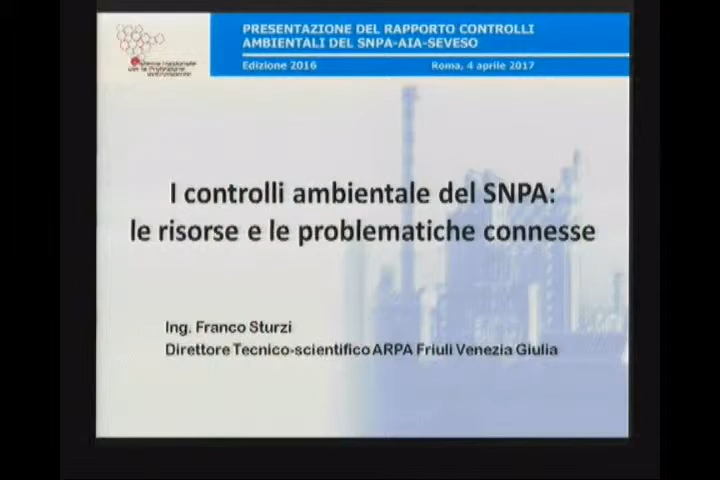 PRESENTAZIONE DEL RAPPORTO CONTROLLI
AMBIENTALI DEL SNPA-AIA-SEVESO
Edizione 2016
Roma, 4 aprile 2017
I controlli ambientale del SNPA:
le risorse e le problematiche connesse
Ing. Franco Sturzi
Direttore Tecnico-scientifico ARPA Friuli Venezia Giulia